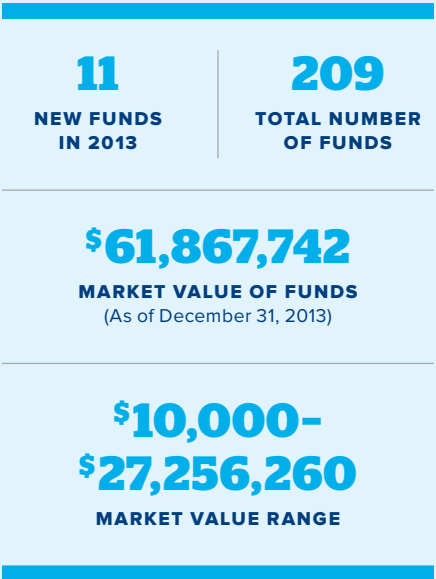 11
NEW FUNDS
IN 2013
209
TOTAL NUMBER
OF FUNDS
$61,867,742
MARKET VALUE OF FUNDS
(As of December 31, 2013)
$10,000–
$27,256,260
MARKET VALUE RANGE